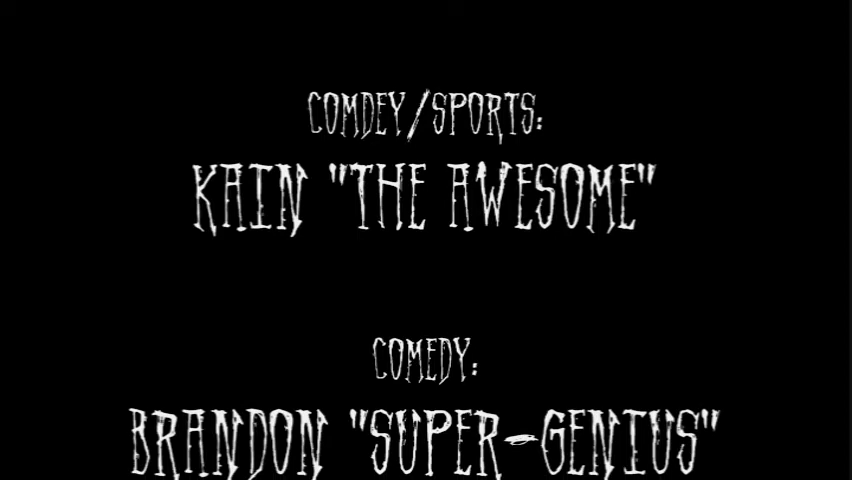 COMDEY/SPORTS:
KAIN "THE AWESOME"
COMEDY:
BRANDON "SUPER-GENIUS"